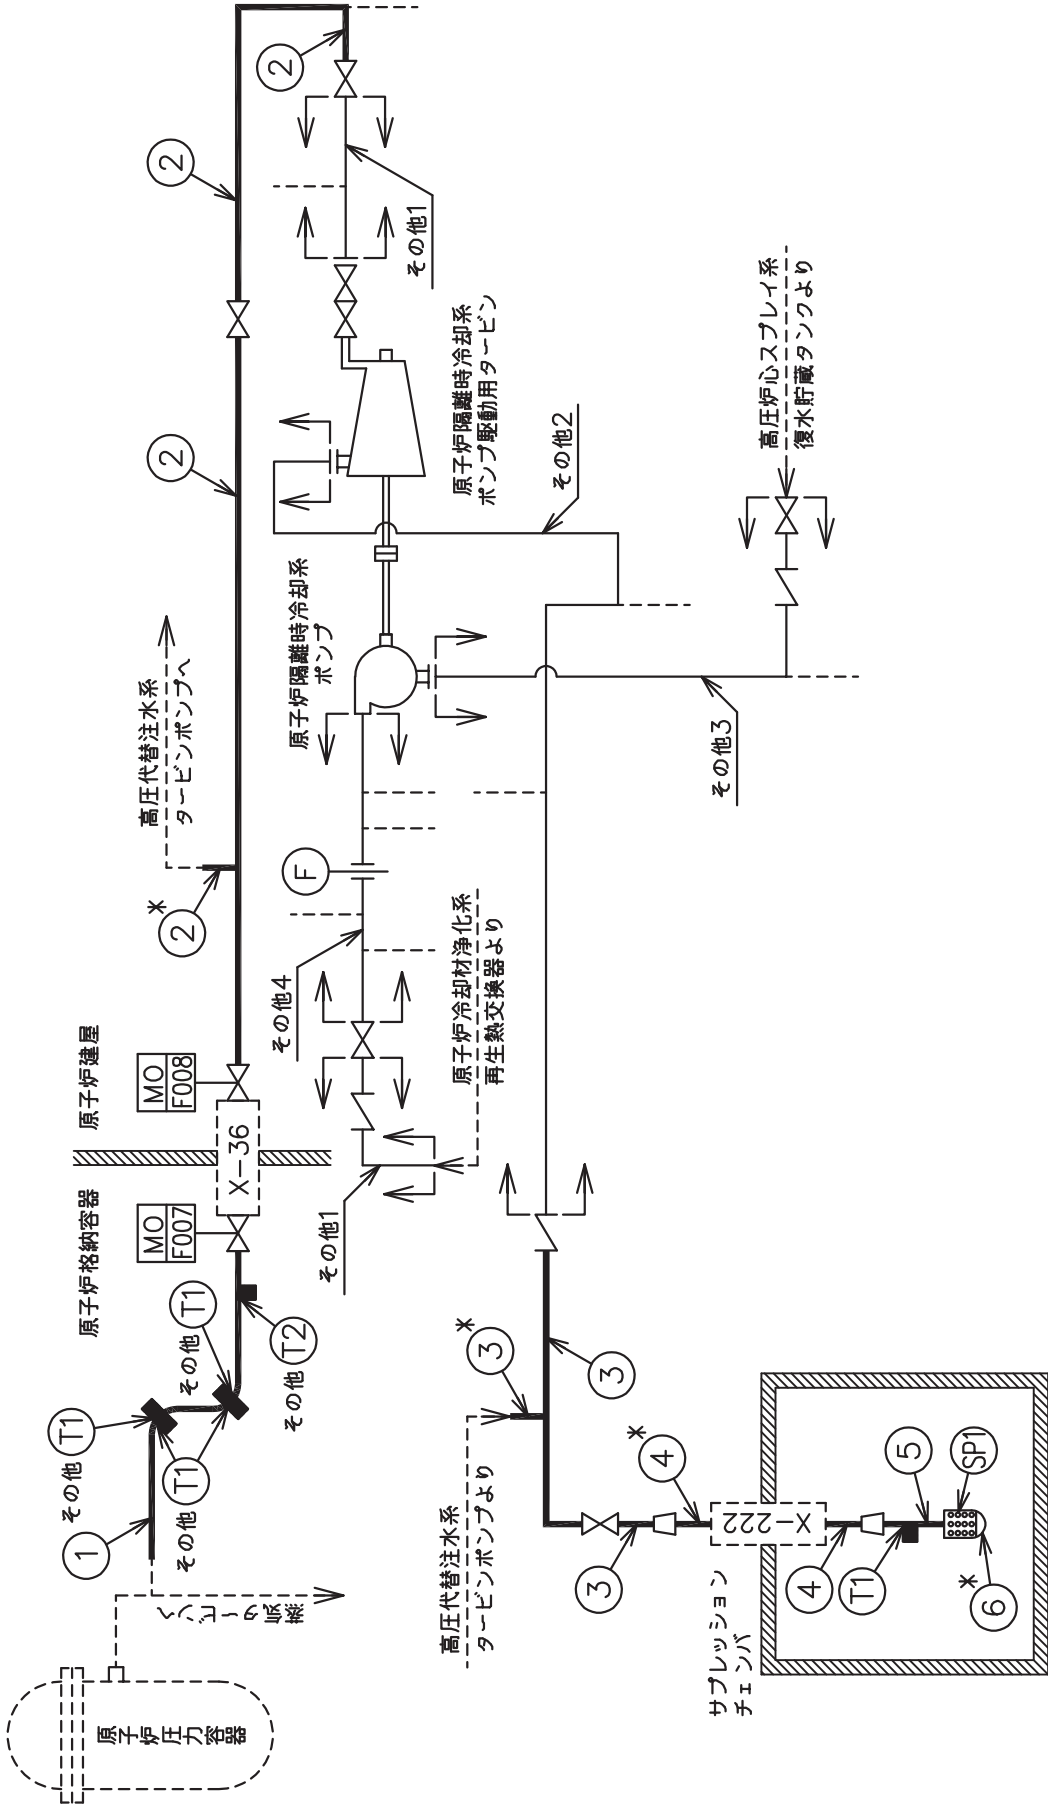 原子炉圧力容器
蒸気タービンへ
1
その他
T1
その他
T1
その他
T1
その他
T2
原子炉格納容器
原子炉建屋
MO
F007
X-36
MO
F008
*
2
高圧代替注水系
タービンポンプへ
2
2
2
その他1
原子炉隔離時冷却系
ポンプ駆動用タービン
原子炉隔離時冷却系
ポンプ
その他2
高圧炉心スプレイ系
復水貯蔵タンクより
その他3
F
その他4
原子炉冷却材浄化系
再生熱交換器より
その他1
高圧代替注水系
タービンポンプより
*
3
3
3
*
4
X-222
サプレッション
チェンバ
4
T1
5
SP1
*
6